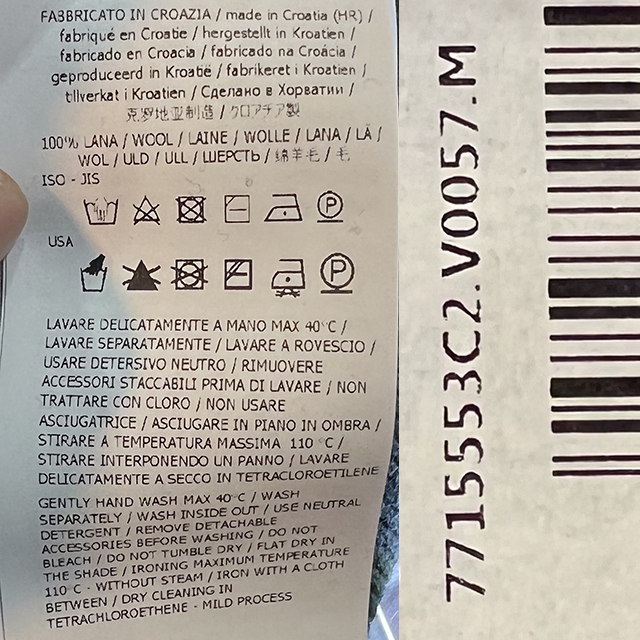 FABBRICATO IN CROAZIA / made in Croatia (HR) /
fabriqué en Croatie / hergestellt in Kroatien /
fabricado en Croacia / fabricado na Croácia /
geproduceerd in Kroatië / fabrikeret i Kroatien /
tillverkat i Kroatien / Сделано в Хорватии /
克罗地亚制造 / クロアチア製
100% LANA / WOOL / LAINE / WOLLE / LANA / LÃ /
WOL / ULD / ULL / ШЕРСТЬ / 绵羊毛 / 毛
ISO - JIS
P
USA
P
LAVARE DELICATAMENTE A MANO MAX 40°C /
LAVARE SEPARATAMENTE / LAVARE A ROVESCIO /
USARE DETERSIVO NEUTRO / RIMUOVERE
ACCESSORI STACCABILI PRIMA DI LAVARE / NON
TRATTARE CON CLORO / NON USARE
ASCIUGATRICE / ASCIUGARE IN PIANO IN OMBRA /
STIRARE A TEMPERATURA MASSIMA 110°C /
STIRARE INTERPONENDO UN PANNO / LAVARE
DELICATAMENTE A SECCO IN TETRACLOROETILENE
GENTLY HAND WASH MAX 40°C / WASH
SEPARATELY / WASH INSIDE OUT / USE NEUTRAL
DETERGENT / REMOVE DETACHABLE
ACCESSORIES BEFORE WASHING / DO NOT
BLEACH / DO NOT TUMBLE DRY / FLAT DRY IN
THE SHADE / IRONING MAXIMUM TEMPERATURE
110°C - WITHOUT STEAM / IRON WITH A CLOTH
BETWEEN / DRY CLEANING IN
TETRACHLOROETHENE - MILD PROCESS
7715553C2.V0057.M